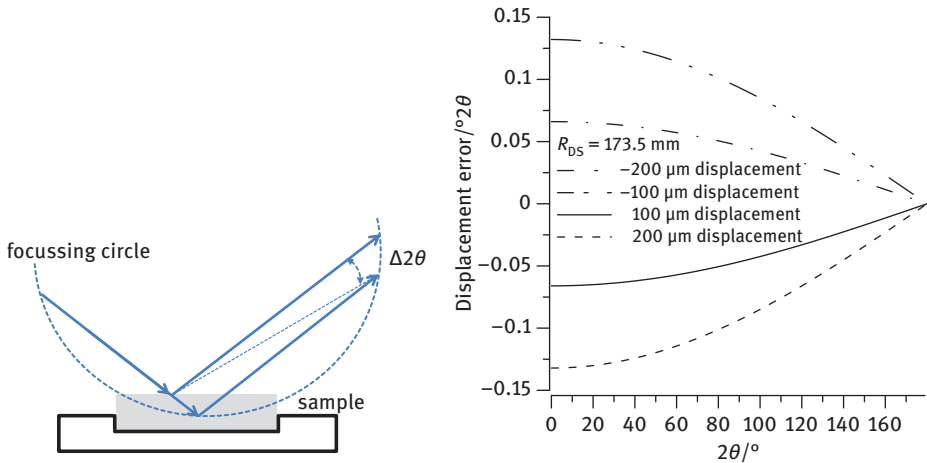 focussing circle
Δ2θ
sample
Displacement error/°2θ
0.15
0.1
0.05
0
−0.05
−0.1
−0.15
R_DS = 173.5 mm
−200 µm displacement
−100 µm displacement
100 µm displacement
200 µm displacement
0 20 40 60 80 100 120 140 160
2θ/°